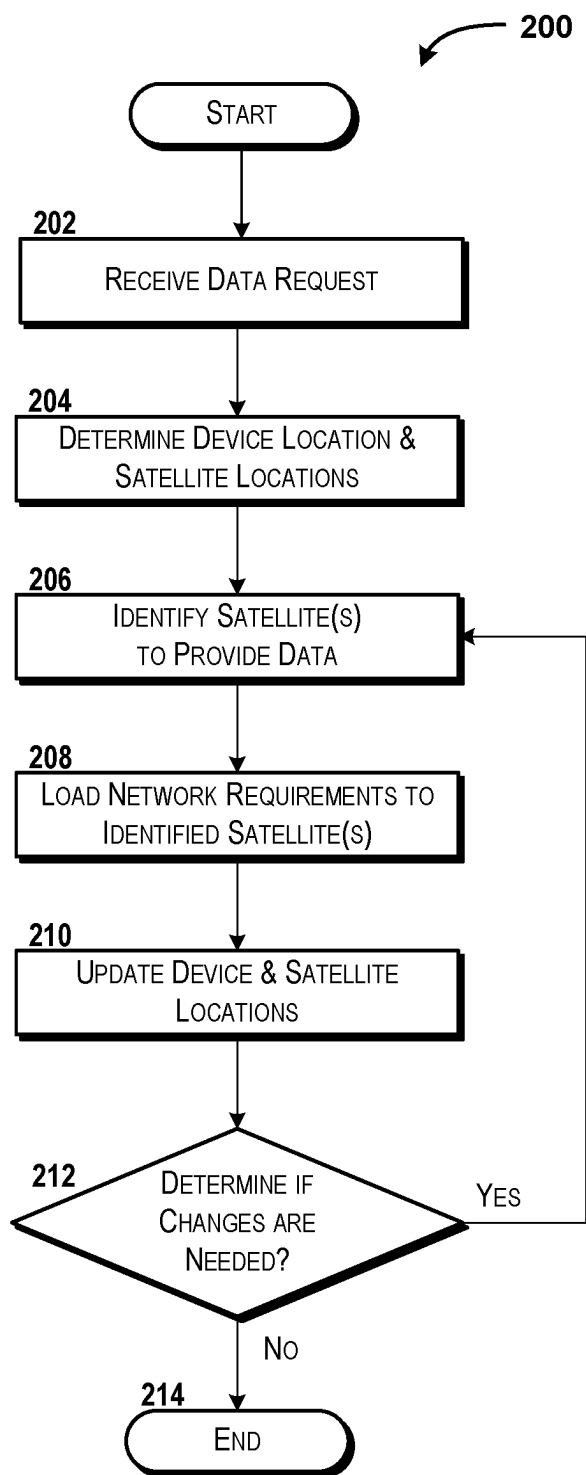 200
START
202
RECEIVE DATA REQUEST
204
DETERMINE DEVICE LOCATION &
SATELLITE LOCATIONS
206
IDENTIFY SATELLITE(S)
TO PROVIDE DATA
208
LOAD NETWORK REQUIREMENTS TO
IDENTIFIED SATELLITE(S)
210
UPDATE DEVICE & SATELLITE
LOCATIONS
212
DETERMINE IF
CHANGES ARE
NEEDED?
YES
NO
214
END